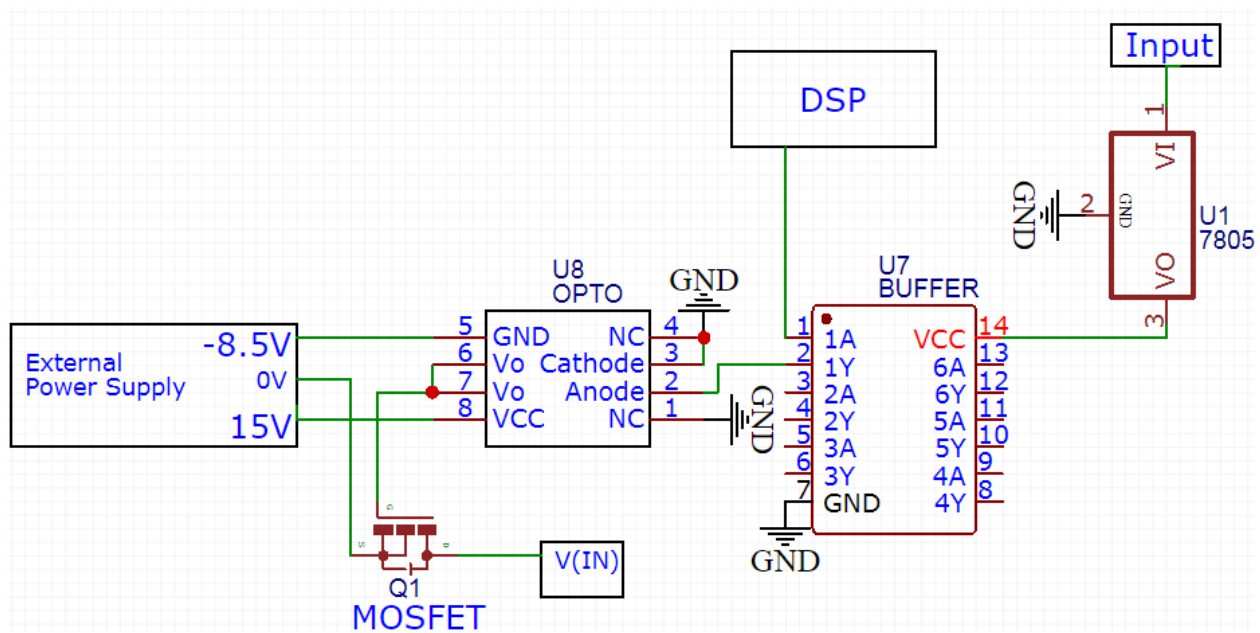 Input
DSP
1
VI
GND
2
GND
U1
7805
VO
3
U8
OPTO
GND
U7
BUFFER
External
Power Supply
-8.5V
0V
15V
5 GND NC 4
6 Vo Cathode 3
7 Vo Anode 2
8 VCC NC 1
GND
1 1A VCC 14
2 1Y 6A 13
3 2A 6Y 12
4 2Y 5A 11
5 3A 5Y 10
6 3Y 4A 9
7 GND 4Y 8
GND
G
S
D
V(IN)
Q1
MOSFET